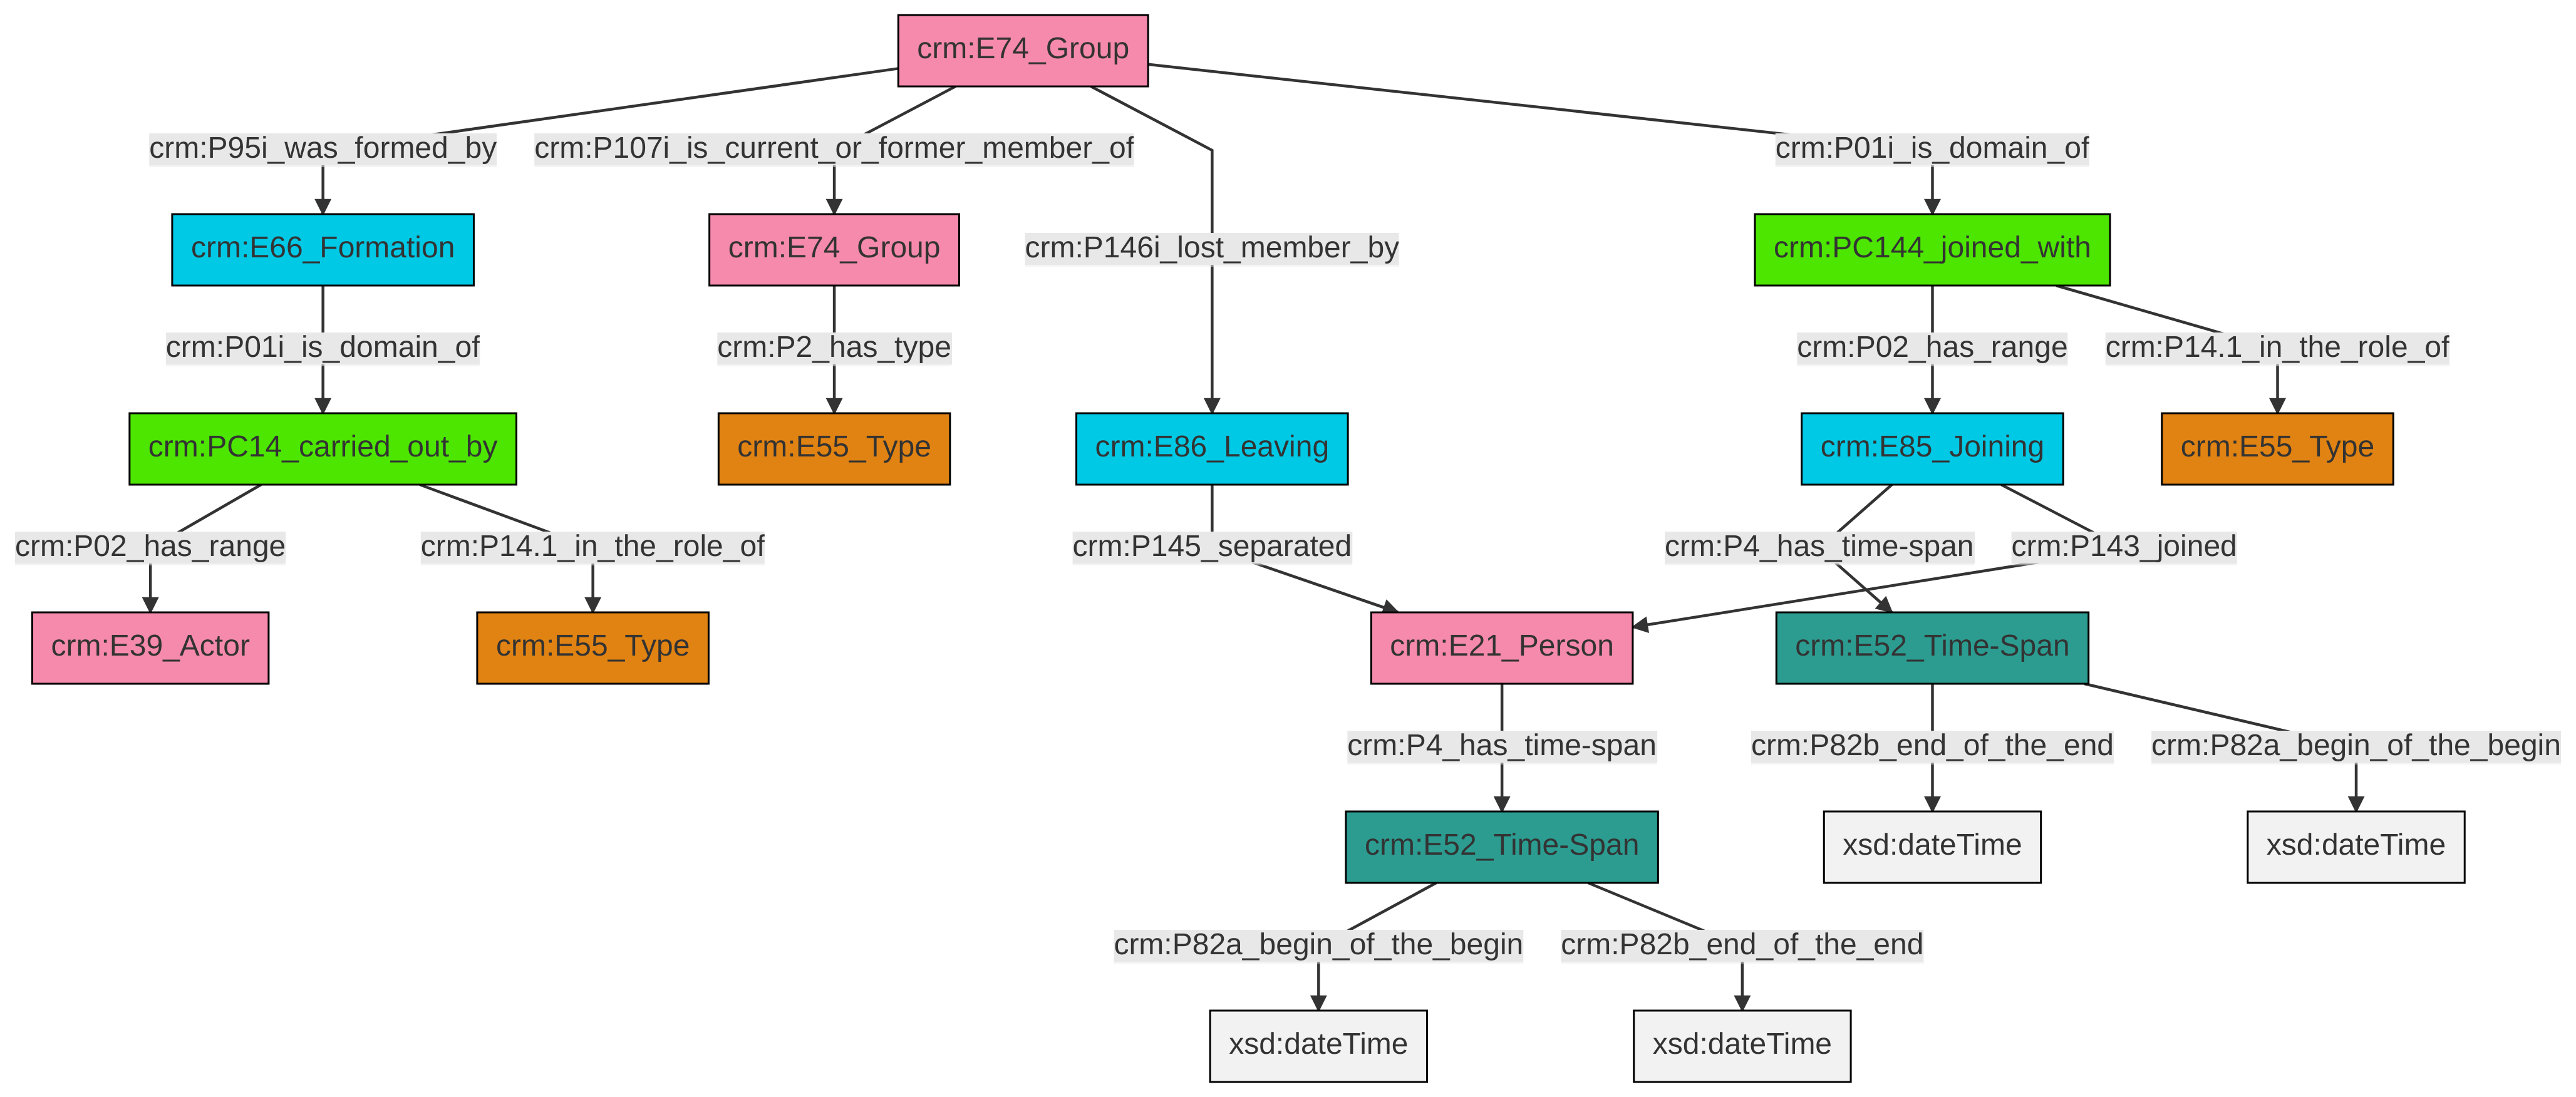 crm:E74_Group
crm:P95i_was_formed_by
crm:P107i_is_current_or_former_member_of
crm:P01i_is_domain_of
crm:E66_Formation
crm:E74_Group
crm:P146i_lost_member_by
crm:PC144_joined_with
crm:P01i_is_domain_of
crm:P2_has_type
crm:P02_has_range
crm:P14.1_in_the_role_of
crm:PC14_carried_out_by
crm:E55_Type
crm:E86_Leaving
crm:E85_Joining
crm:E55_Type
crm:P02_has_range
crm:P14.1_in_the_role_of
crm:P145_separated
crm:P4_has_time-span
crm:P143_joined
crm:E39_Actor
crm:E55_Type
crm:E21_Person
crm:E52_Time-Span
crm:P4_has_time-span
crm:P82b_end_of_the_end
crm:P82a_begin_of_the_begin
crm:E52_Time-Span
xsd:dateTime
xsd:dateTime
crm:P82a_begin_of_the_begin
crm:P82b_end_of_the_end
xsd:dateTime
xsd:dateTime